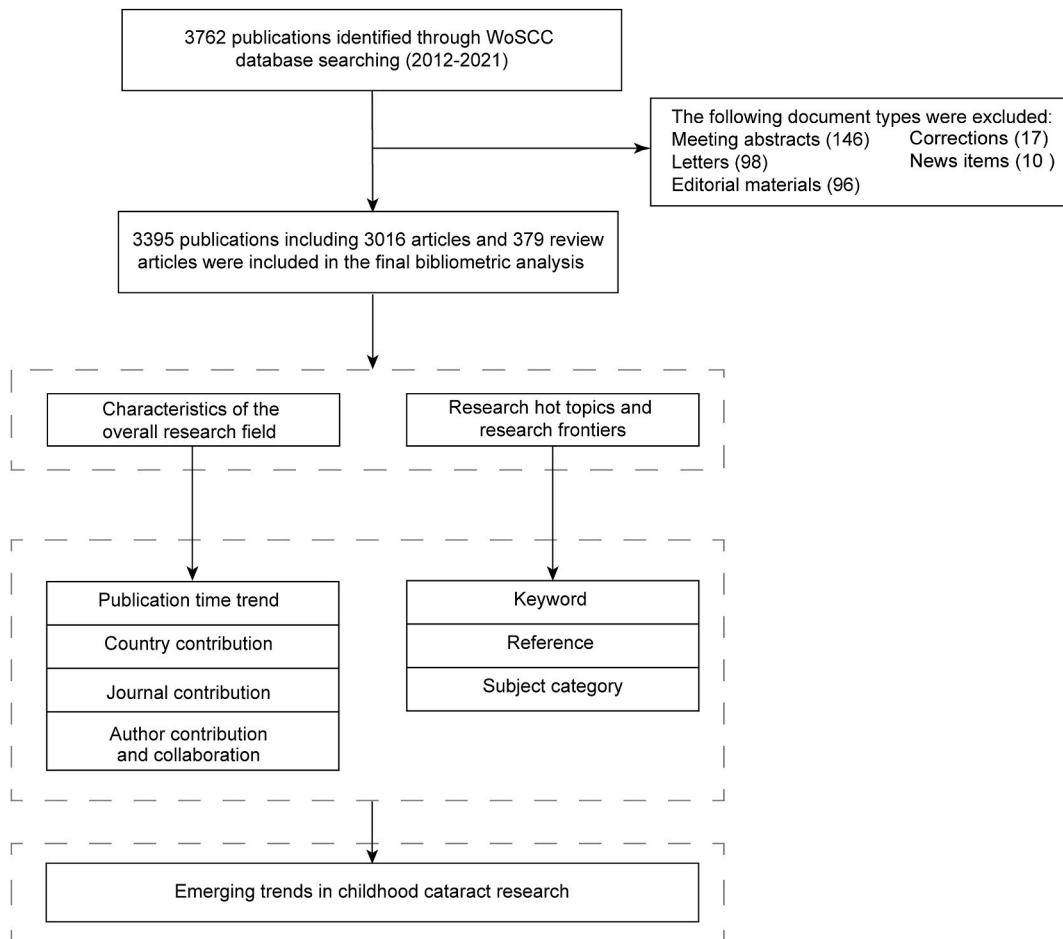 3762 publications identified through WoSCC
database searching (2012-2021)
The following document types were excluded:
Meeting abstracts (146)
Corrections (17)
Letters (98)
News items (10 )
Editorial materials (96)
3395 publications including 3016 articles and 379 review
articles were included in the final bibliometric analysis
Characteristics of the
overall research field
Research hot topics and
research frontiers
Publication time trend
Country contribution
Journal contribution
Author contribution
and collaboration
Keyword
Reference
Subject category
Emerging trends in childhood cataract research